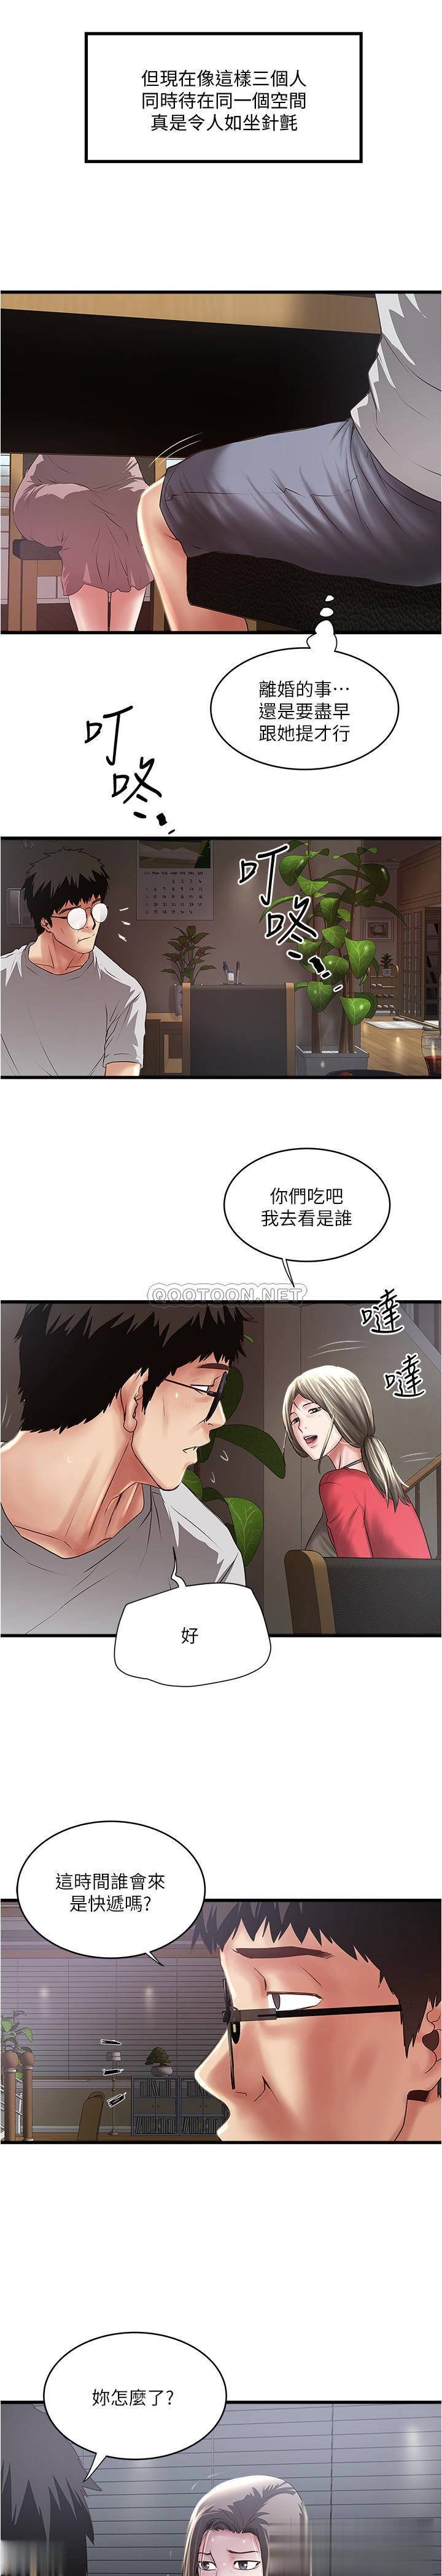 但現在像這樣三個人
同時待在同一個空間
真是令人如坐針氈
離婚的事…
還是要盡早
跟她提才行
叮
咚
叮
咚
你們吃吧
我去看是誰
QOOTOON.NET
噠
噠
好
這時間誰會來
是快遞嗎?
妳怎麼了?